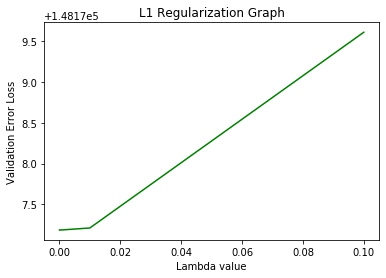 L1 Regularization Graph
+1.4817e5
9.5
9.0
8.5
8.0
7.5
Validation Error Loss
0.00 0.02 0.04 0.06 0.08 0.10
Lambda value